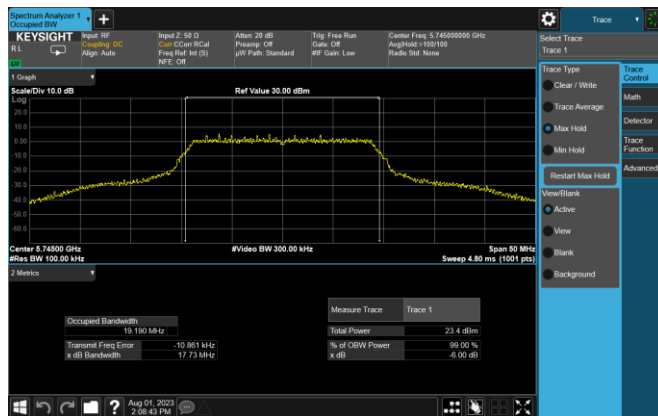 Spectrum Analyzer 1
Occupied BW
+
Trace
KEYSIGHT
RL
Input: RF
Coupling: DC
Align: Auto
Input Z: 50 Ω
Corr CCorr RCal
Freq Ref: Int (S)
NFE: Off
Atten: 20 dB
Preamp: Off
µW Path: Standard
Trig: Free Run
Gate: Off
#IF Gain: Low
Center Freq: 5.745000000 GHz
Avg|Hold:>100/100
Radio Std: None
Select Trace
Trace 1
1 Graph
Scale/Div 10.0 dB
Ref Value 30.00 dBm
Log
20.0
10.0
0.00
-10.0
-20.0
-30.0
-40.0
-50.0
-60.0
Center 5.74500 GHz
#Video BW 300.00 kHz
Span 50 MHz
#Res BW 100.00 kHz
Sweep 4.80 ms (1001 pts)
2 Metrics
Measure Trace
Trace 1
Occupied Bandwidth
19.190 MHz
Total Power
23.4 dBm
Transmit Freq Error
-10.861 kHz
% of OBW Power
99.00 %
x dB Bandwidth
17.73 MHz
x dB
-6.00 dB
Trace Type
Clear / Write
Trace Average
Max Hold
Min Hold
Restart Max Hold
View/Blank
Active
View
Blank
Background
Trace
Control
Math
Detector
Trace
Function
Advanced
?
Aug 01, 2023
2:08:43 PM